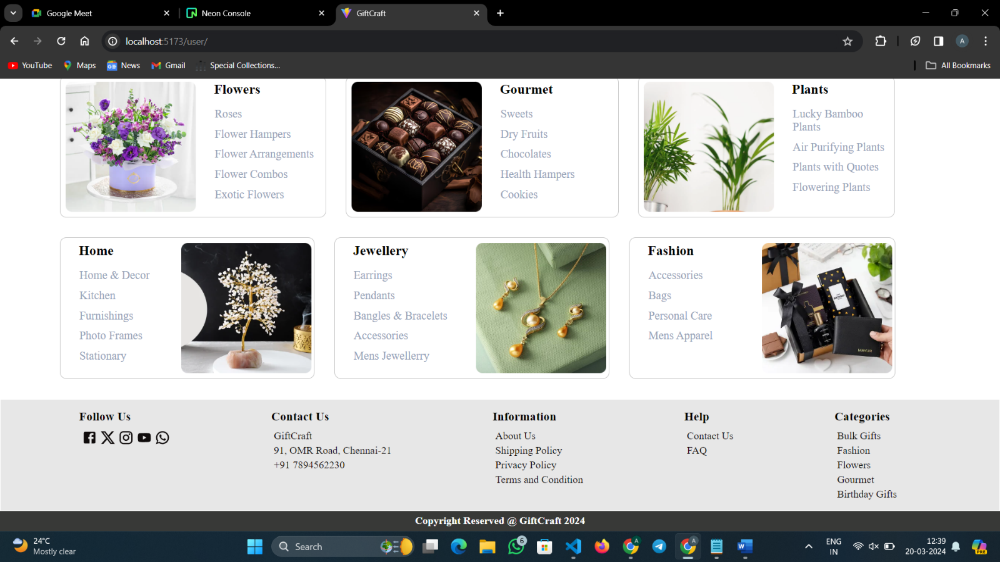 Google Meet
Neon Console
GiftCraft
localhost:5173/user/
A
YouTube
Maps
News
Gmail
Special Collections...
All Bookmarks
Flowers
Roses
Flower Hampers
Flower Arrangements
Flower Combos
Exotic Flowers
Gourmet
Sweets
Dry Fruits
Chocolates
Health Hampers
Cookies
Plants
Lucky Bamboo
Plants
Air Purifying Plants
Plants with Quotes
Flowering Plants
Home
Home & Decor
Kitchen
Furnishings
Photo Frames
Stationary
Jewellery
Earrings
Pendants
Bangles & Bracelets
Accessories
Mens Jewellerry
Fashion
Accessories
Bags
Personal Care
Mens Apparel
MAYUR
Follow Us
Contact Us
GiftCraft
91, OMR Road, Chennai-21
+91 7894562230
Information
About Us
Shipping Policy
Privacy Policy
Terms and Condition
Help
Contact Us
FAQ
Categories
Bulk Gifts
Fashion
Flowers
Gourmet
Birthday Gifts
Copyright Reserved @ GiftCraft 2024
24°C
Mostly clear
Search
6
A
A
ENG
IN
12:39
20-03-2024
PRE